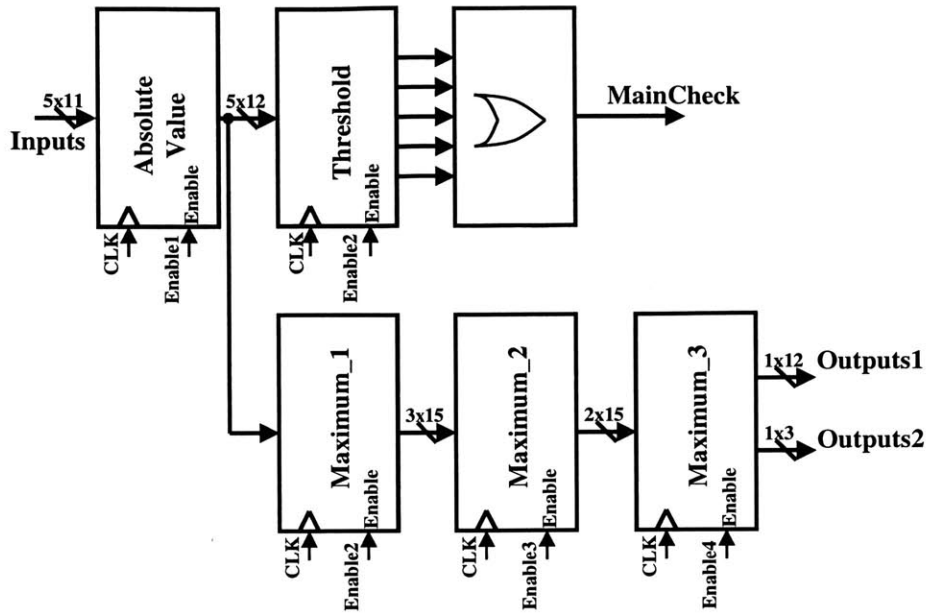 5x11
Inputs
Absolute
Value
Enable
CLK
Enable1
5x12
Threshold
Enable
CLK
Enable2
MainCheck
Maximum_1
Enable
CLK
Enable2
3x15
Maximum_2
Enable
CLK
Enable3
2x15
Maximum_3
Enable
CLK
Enable4
1x12
Outputs1
1x3
Outputs2